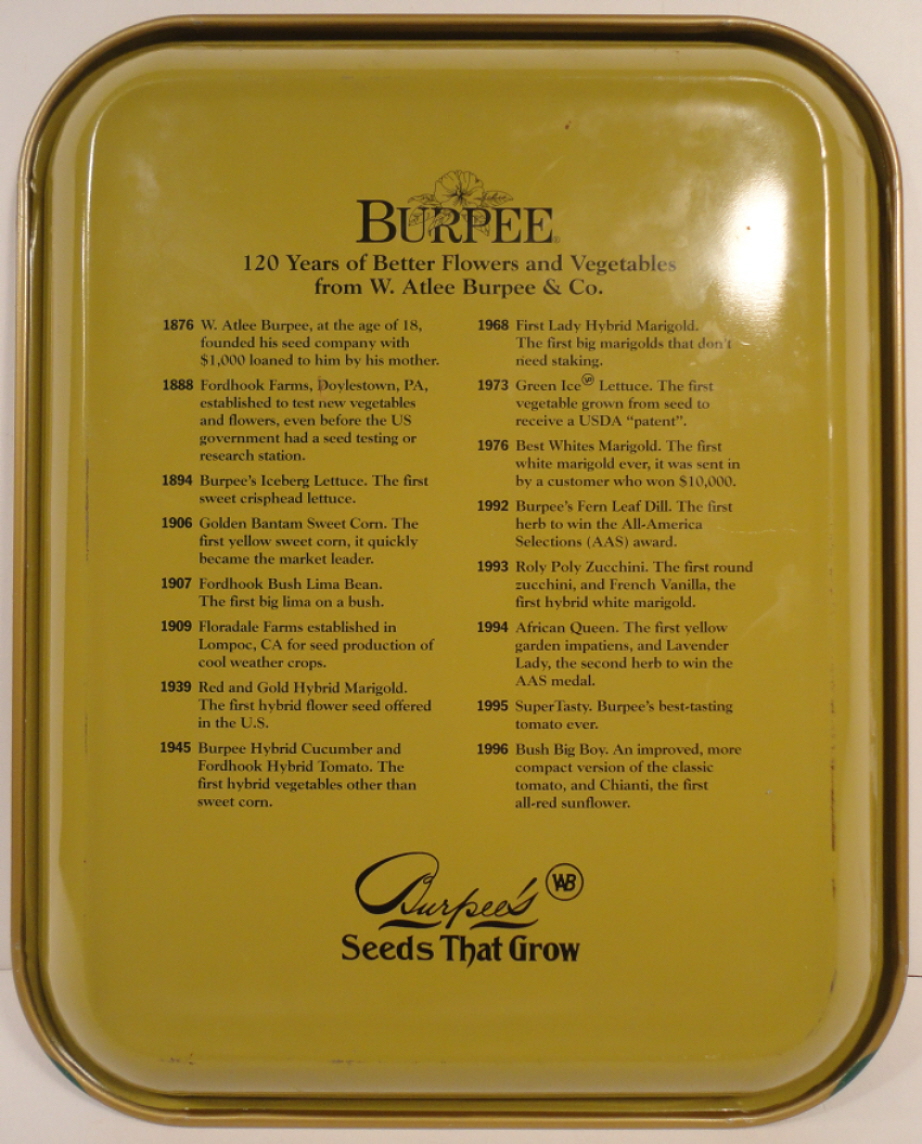 BURPEE®
120 Years of Better Flowers and Vegetables
from W. Atlee Burpee & Co.
1876 W. Atlee Burpee, at the age of 18,
founded his seed company with
$1,000 loaned to him by his mother.
1888 Fordhook Farms, Doylestown, PA,
established to test new vegetables
and flowers, even before the US
government had a seed testing or
research station.
1894 Burpee's Iceberg Lettuce. The first
sweet crisphead lettuce.
1906 Golden Bantam Sweet Corn. The
first yellow sweet corn, it quickly
became the market leader.
1907 Fordhook Bush Lima Bean.
The first big lima on a bush.
1909 Floradale Farms established in
Lompoc, CA for seed production of
cool weather crops.
1939 Red and Gold Hybrid Marigold.
The first hybrid flower seed offered
in the U.S.
1945 Burpee Hybrid Cucumber and
Fordhook Hybrid Tomato. The
first hybrid vegetables other than
sweet corn.
1968 First Lady Hybrid Marigold.
The first big marigolds that don't
need staking.
1973 Green Ice Lettuce. The first
vegetable grown from seed to
receive a USDA "patent".
1976 Best Whites Marigold. The first
white marigold ever, it was sent in
by a customer who won $10,000.
1992 Burpee's Fern Leaf Dill. The first
herb to win the All-America
Selections (AAS) award.
1993 Roly Poly Zucchini. The first round
zucchini, and French Vanilla, the
first hybrid white marigold.
1994 African Queen. The first yellow
garden impatiens, and Lavender
Lady, the second herb to win the
AAS medal.
1995 SuperTasty. Burpee's best-tasting
tomato ever.
1996 Bush Big Boy. An improved, more
compact version of the classic
tomato, and Chianti, the first
all-red sunflower.
Burpee's WAB
Seeds That Grow